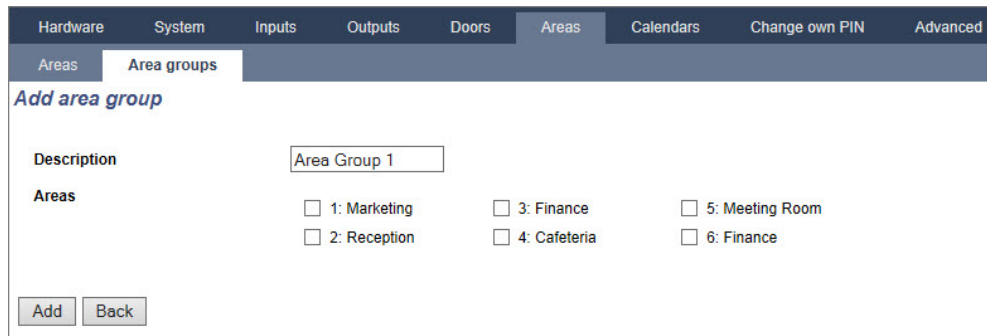 Hardware System Inputs Outputs Doors Areas Calendars Change own PIN Advanced
Areas Area groups
Add area group
Description Area Group 1
Areas
1: Marketing 3: Finance 5: Meeting Room
2: Reception 4: Cafeteria 6: Finance
Add Back